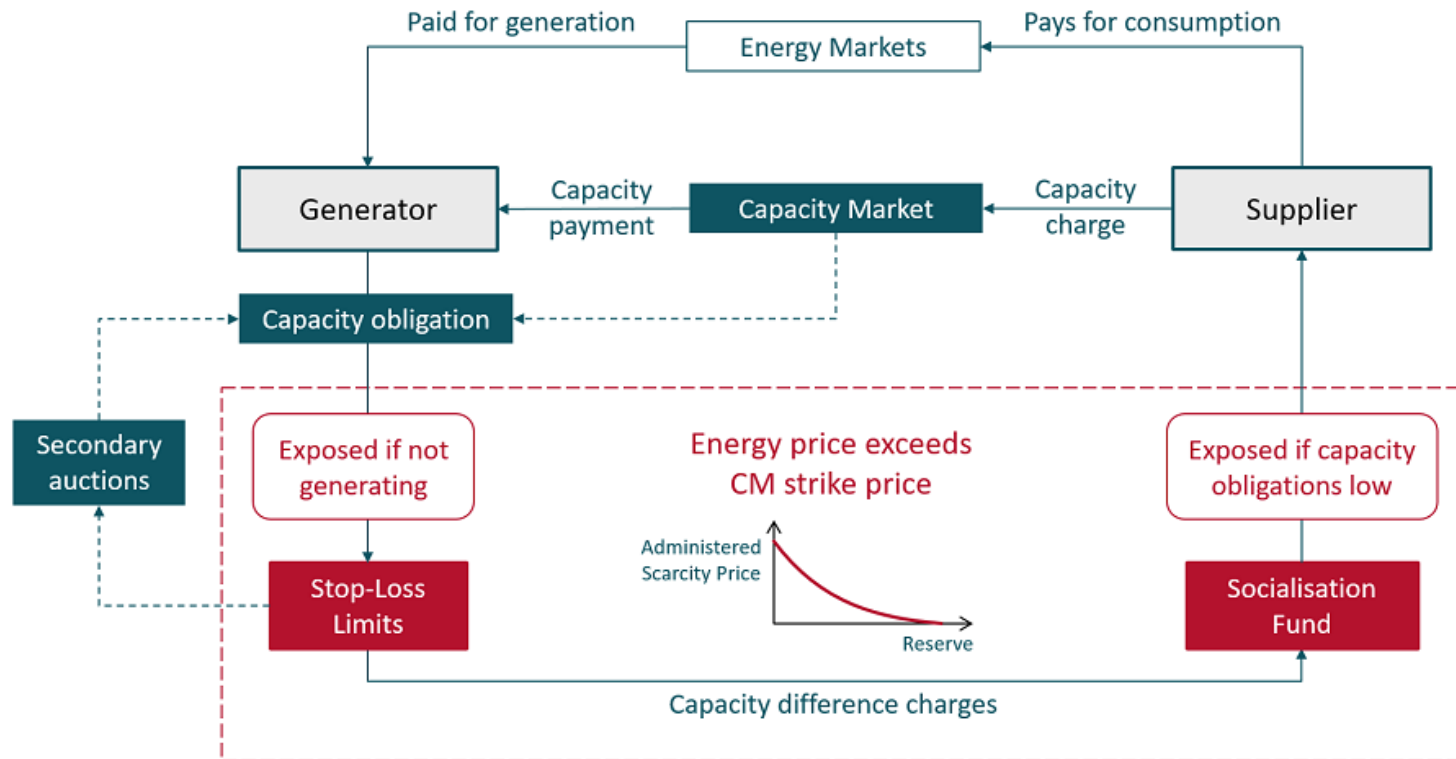 Paid for generation
Energy Markets
Pays for consumption
Generator
Capacity
payment
Capacity Market
Capacity
charge
Supplier
Capacity obligation
Secondary
auctions
Exposed if not
generating
Energy price exceeds
CM strike price
Exposed if capacity
obligations low
Administered
Scarcity Price
Reserve
Stop-Loss
Limits
Socialisation
Fund
Capacity difference charges